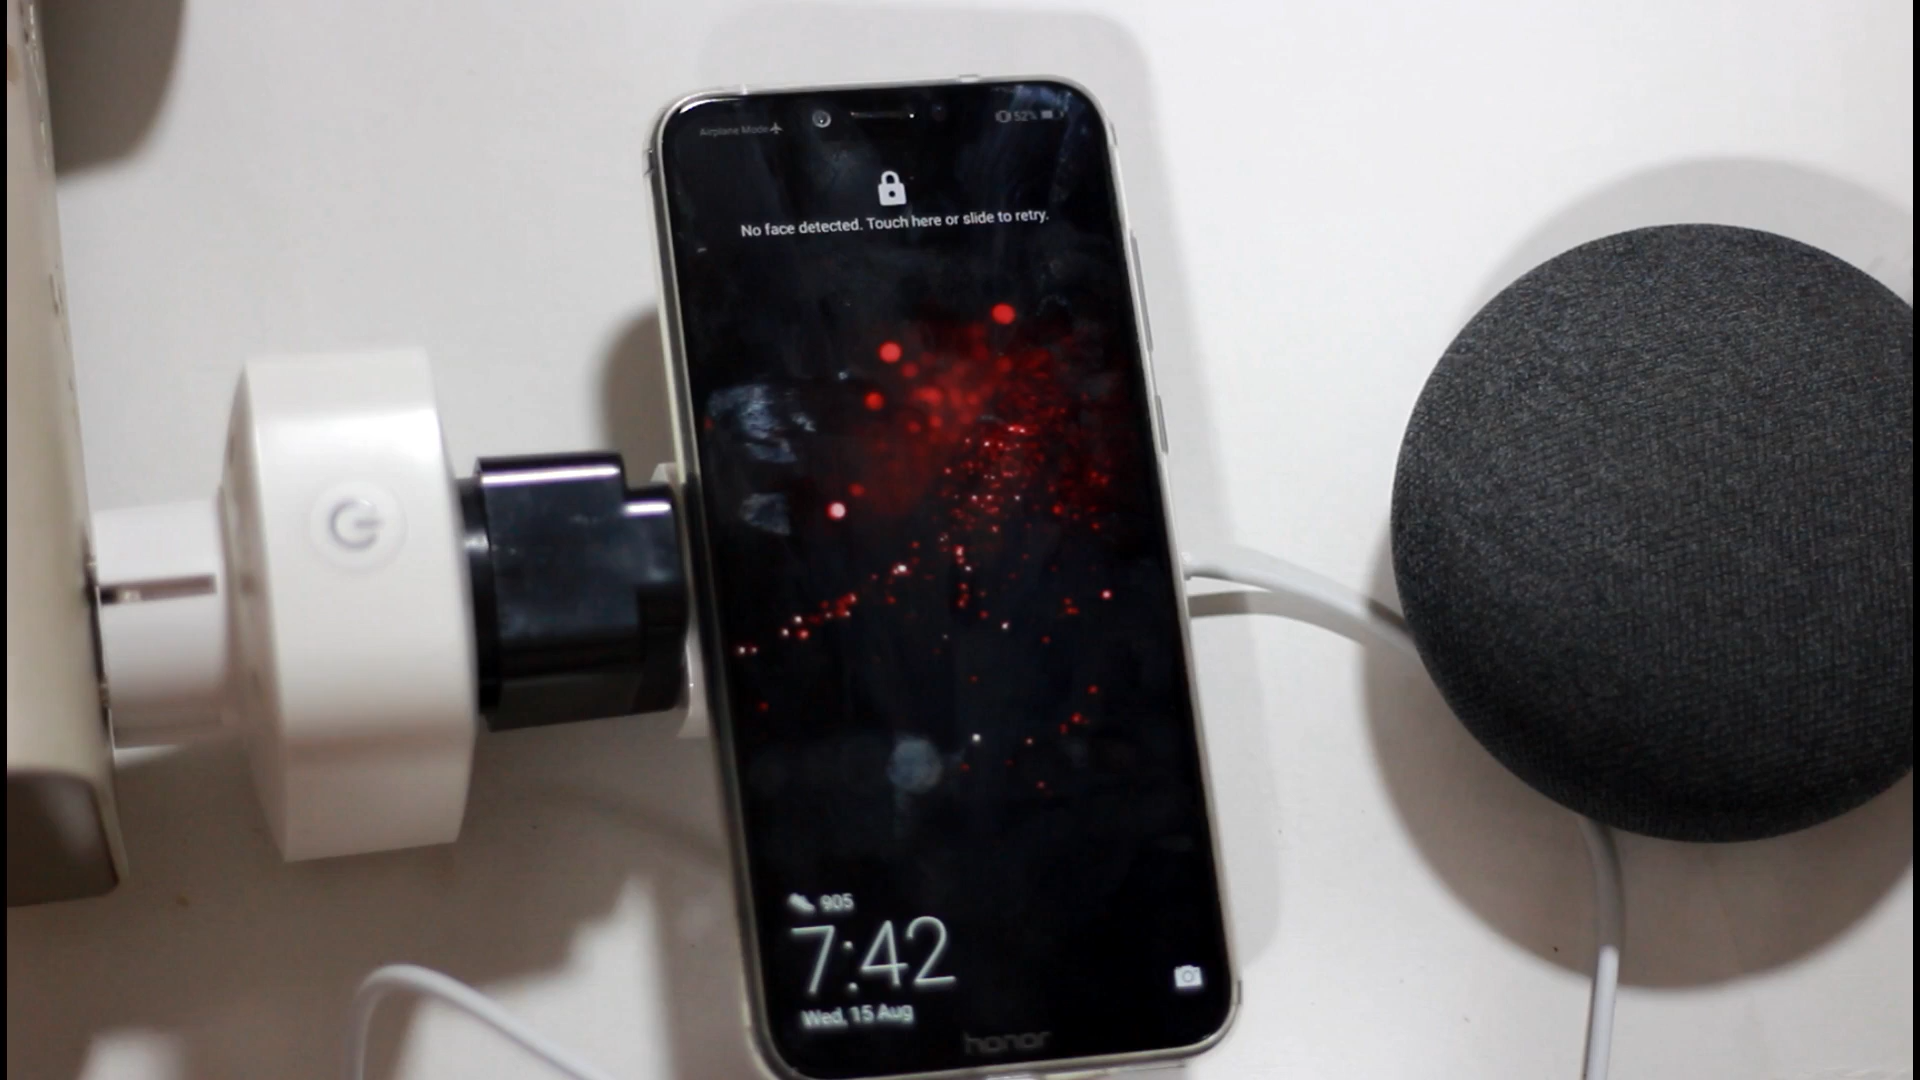 Airplane Mode 52%
No face detected. Touch here or slide to retry.
905
7:42
Wed, 15 Aug
honor